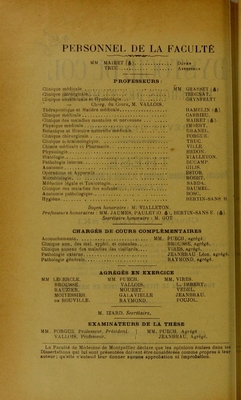 PERSONNEL DE LA FACULTÉ
MM. MAIRET (✻) Doyen
TRUC Assesseur
PROFESSEURS
Clinique médicale MM. GRASSET (✻)
Clinique chirurgicale TEDENAT.
Clinique obstétricale et Gynécologie GRYNFELTT
Charg. du Cours, M. VALLOIS.
Thérapeutique et matière médicale HAMELIN (✻)
Clinique médicale CARRIEU.
Clinique des maladies mentales et nerveuses MAIRET (✻)
Physique médicale IMBERT.
Botanique et Histoire naturelle médicale GRANEL.
Clinique chirurgicale FORGUE.
Clinique ophtalmologique TRUC.
Chimie médicale et Pharmacie VILLE.
Physiologie HEDON.
Histologie VIALLETON.
Pathologie interne DUCAMP.
Anatomie GILIS.
Opérations et Appareils ESTOR.
Microbiologie RODET.
Médecine légale et Toxicologie SARDA.
Clinique des maladies des enfants BAUMEL.
Anatomie pathologique BOSC.
Hygiène BERTIN-SANS H
Doyen honoraire : M. VIALLETON.
Professeurs honoraires : MM. JAUMES, PAULET (O. ✻), BERTIN-SANS E. (✻)
Secrétaire honoraire : M. GOT.
CHARGÉS DE COURS COMPLÉMENTAIRES
Accouchements MM. PUECH, agrégé.
Clinique ann. des mal. syphil. et cutanées BROUSSE, agrégé.
Clinique annexe des maladies des vieillards VIRES, agrégé.
Pathologie externe JEANBRAU, agrégé.
Pathologie générale RAYMOND, agrégé.
AGRÉGÉS EN EXERCICE
MM. LECERCLE. MM. PUECH. MM. VIRES.
BROUSSE. VALLOIS. L. IMBERT.
RAUZIER. MOURET. VEDEL.
MOITESSIER. GALAVIELLE. JEANBRAU.
DE ROUVILLE. RAYMOND. POUJOL.
M. IZARD, Secrétaire.
EXAMINATEURS DE LA THÈSE
MM. FORGUE, Professeur, Président. MM. PUECH, Agrégé.
VALLOIS, Professeur. JEANBRAU, Agrégé.
La Faculté de Médecine de Montpellier déclare que les opinions émises dans les
Dissertations qui lui sont présentées doivent être considérées comme propres à leur
auteur ; qu'elle n'entend leur donner aucune approbation ni improbation.